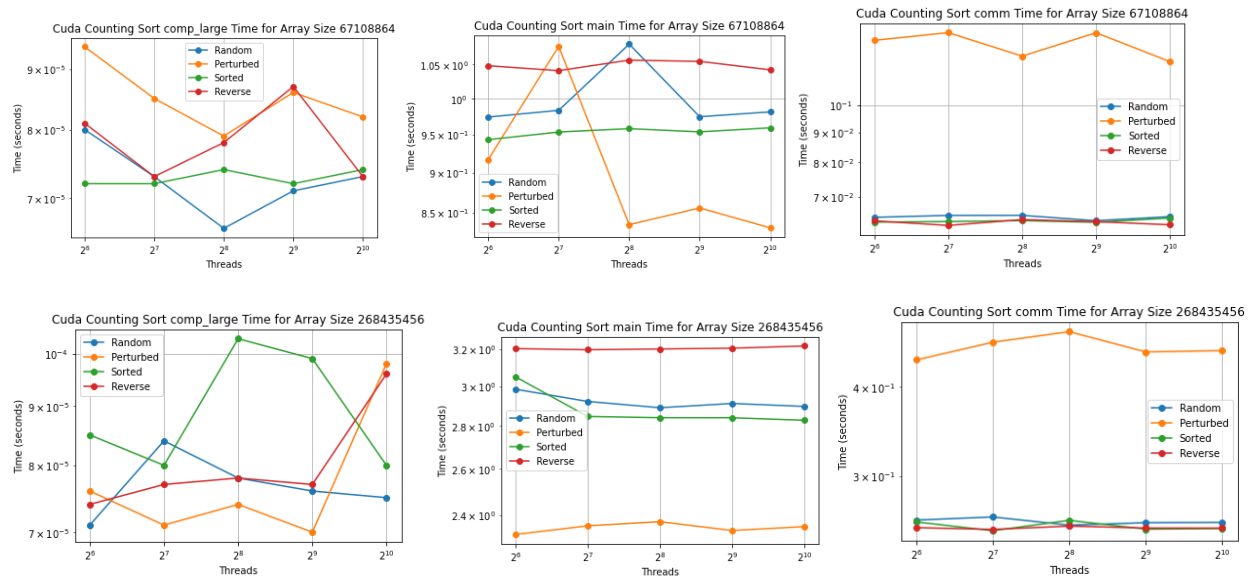 Cuda Counting Sort comp_large Time for Array Size 67108864
Time (seconds)
9 × 10⁻⁵
8 × 10⁻⁵
7 × 10⁻⁵
Random
Perturbed
Sorted
Reverse
2⁶ 2⁷ 2⁸ 2⁹ 2¹⁰
Threads
Cuda Counting Sort main Time for Array Size 67108864
Time (seconds)
1.05 × 10⁰
1 × 10⁰
9.5 × 10⁻¹
9 × 10⁻¹
8.5 × 10⁻¹
Random
Perturbed
Sorted
Reverse
2⁶ 2⁷ 2⁸ 2⁹ 2¹⁰
Threads
Cuda Counting Sort comm Time for Array Size 67108864
Time (seconds)
10⁻¹
9 × 10⁻²
8 × 10⁻²
7 × 10⁻²
Random
Perturbed
Sorted
Reverse
2⁶ 2⁷ 2⁸ 2⁹ 2¹⁰
Threads
Cuda Counting Sort comp_large Time for Array Size 268435456
Time (seconds)
10⁻⁴
9 × 10⁻⁵
8 × 10⁻⁵
7 × 10⁻⁵
Random
Perturbed
Sorted
Reverse
2⁶ 2⁷ 2⁸ 2⁹ 2¹⁰
Threads
Cuda Counting Sort main Time for Array Size 268435456
Time (seconds)
3.2 × 10⁰
3 × 10⁰
2.8 × 10⁰
2.6 × 10⁰
2.4 × 10⁰
Random
Perturbed
Sorted
Reverse
2⁶ 2⁷ 2⁸ 2⁹ 2¹⁰
Threads
Cuda Counting Sort comm Time for Array Size 268435456
Time (seconds)
4 × 10⁻¹
3 × 10⁻¹
Random
Perturbed
Sorted
Reverse
2⁶ 2⁷ 2⁸ 2⁹ 2¹⁰
Threads